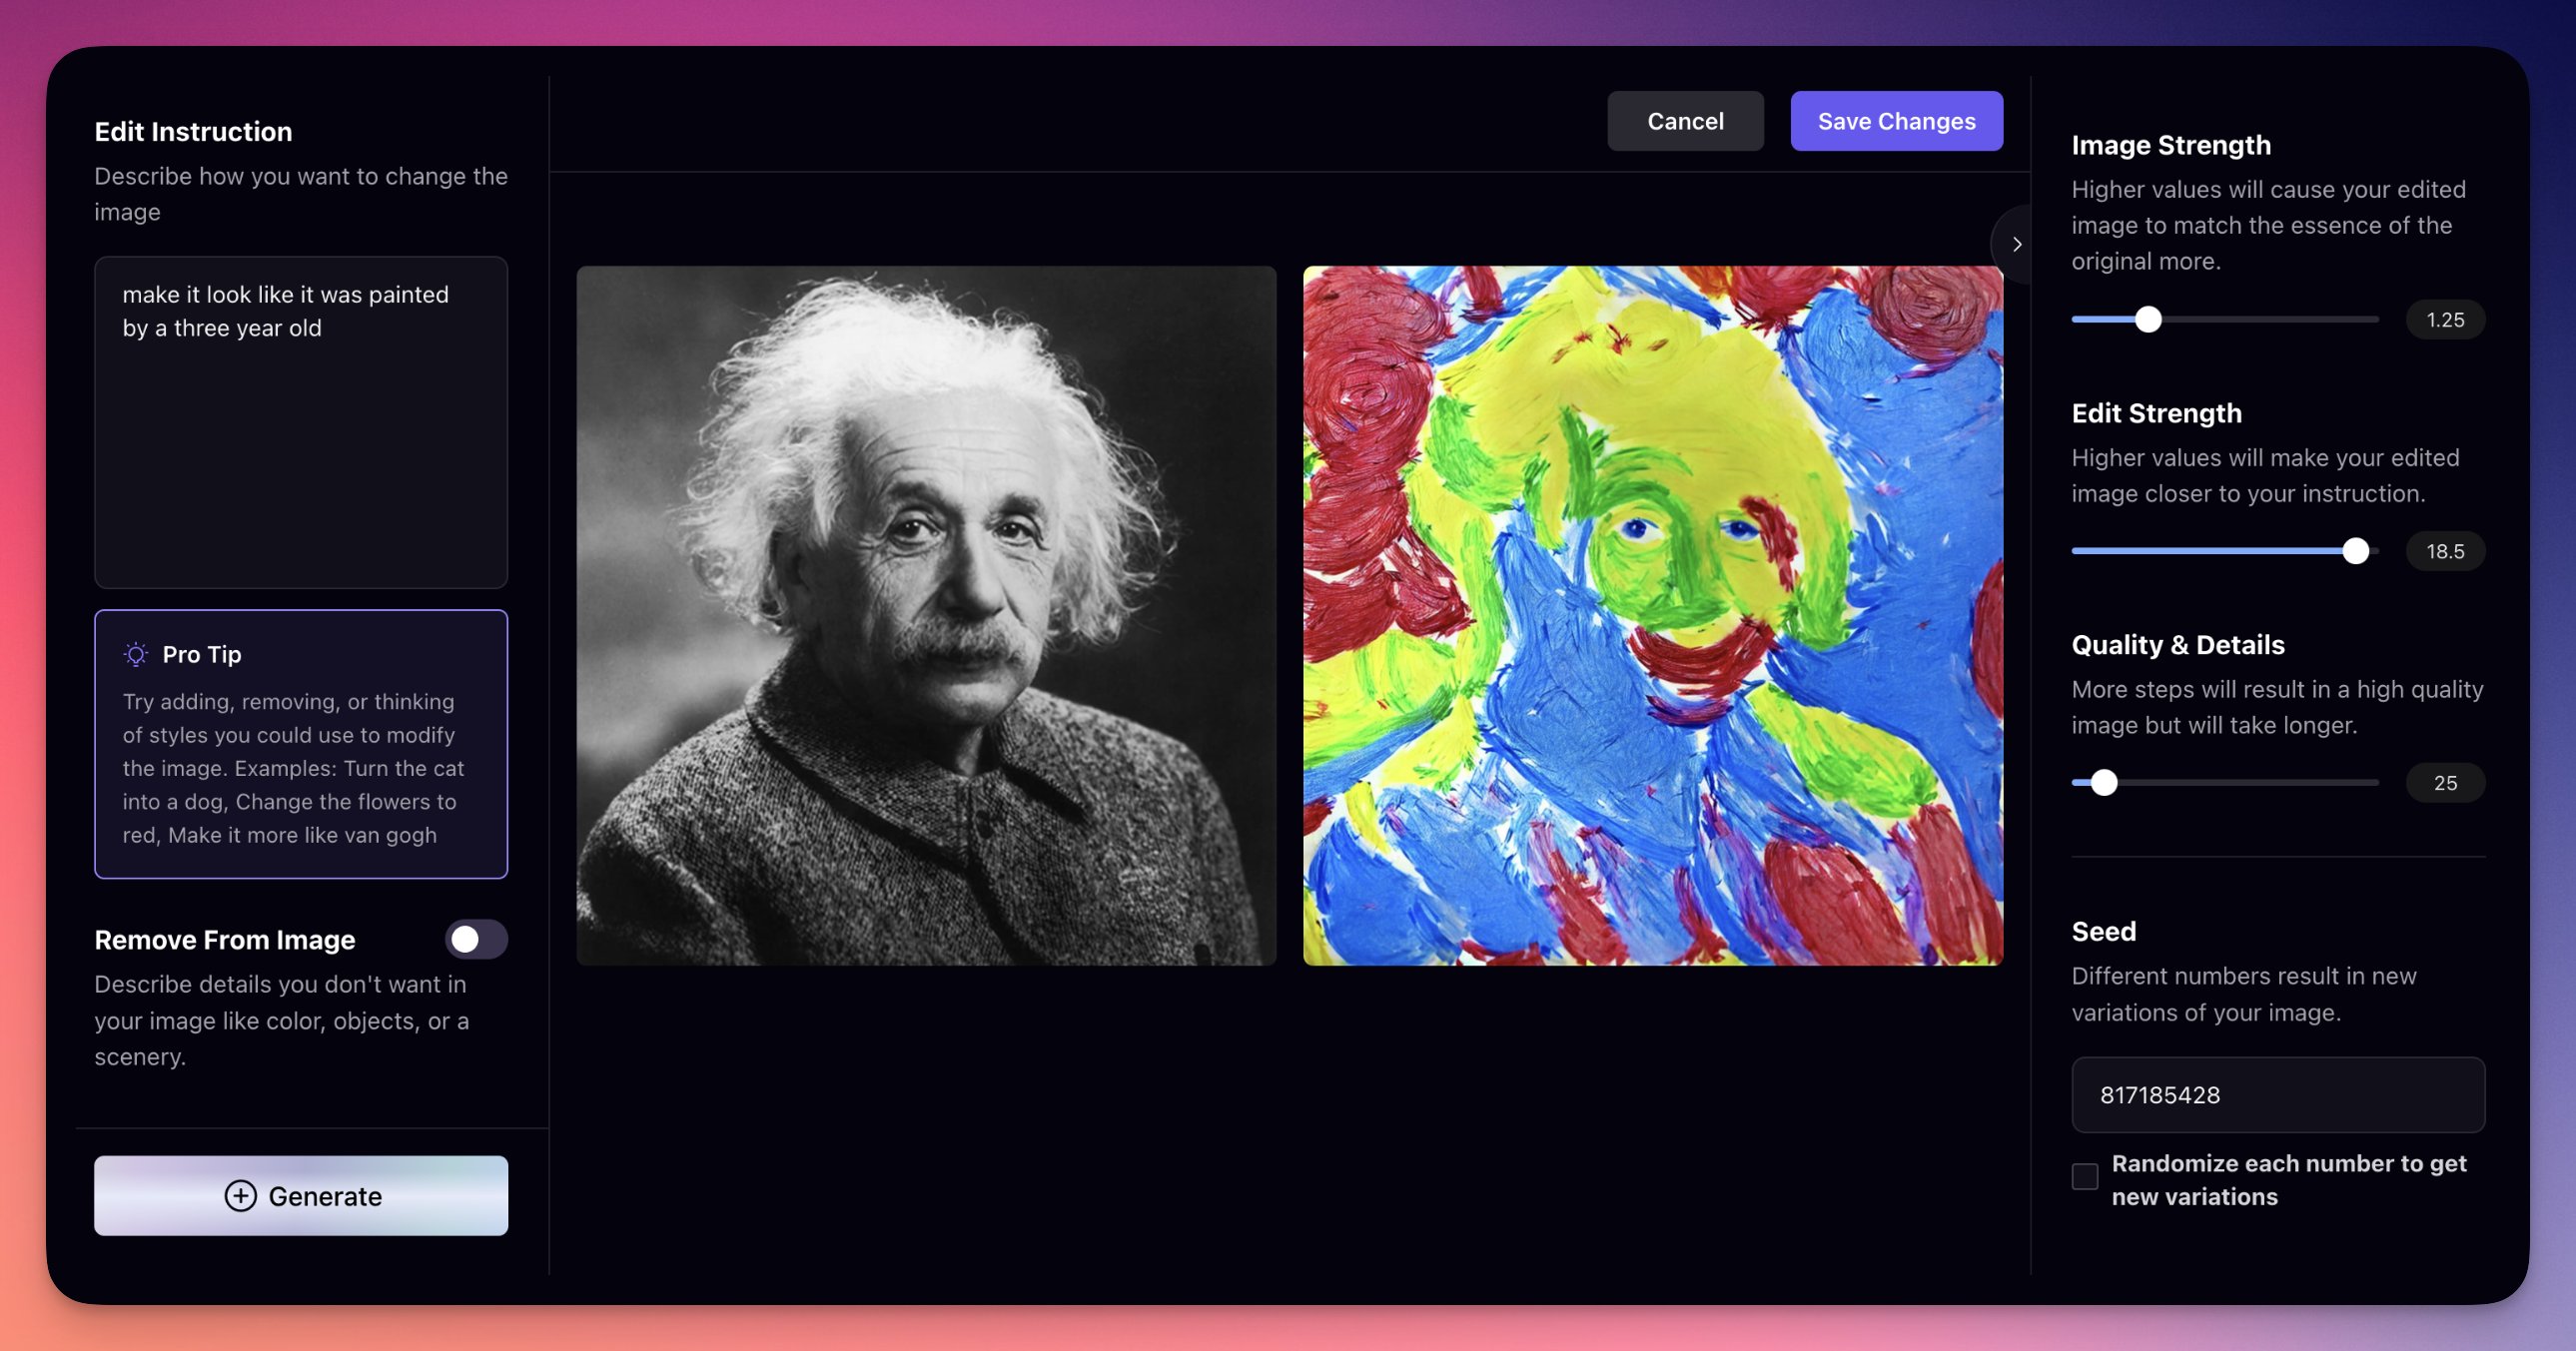 Edit Instruction
Describe how you want to change the
image
make it look like it was painted
by a three year old
Pro Tip
Try adding, removing, or thinking
of styles you could use to modify
the image. Examples: Turn the cat
into a dog, Change the flowers to
red, Make it more like van gogh
Remove From Image
Describe details you don't want in
your image like color, objects, or a
scenery.
Generate
Cancel
Save Changes
Image Strength
Higher values will cause your edited
image to match the essence of the
original more.
1.25
Edit Strength
Higher values will make your edited
image closer to your instruction.
18.5
Quality & Details
More steps will result in a high quality
image but will take longer.
25
Seed
Different numbers result in new
variations of your image.
817185428
Randomize each number to get
new variations